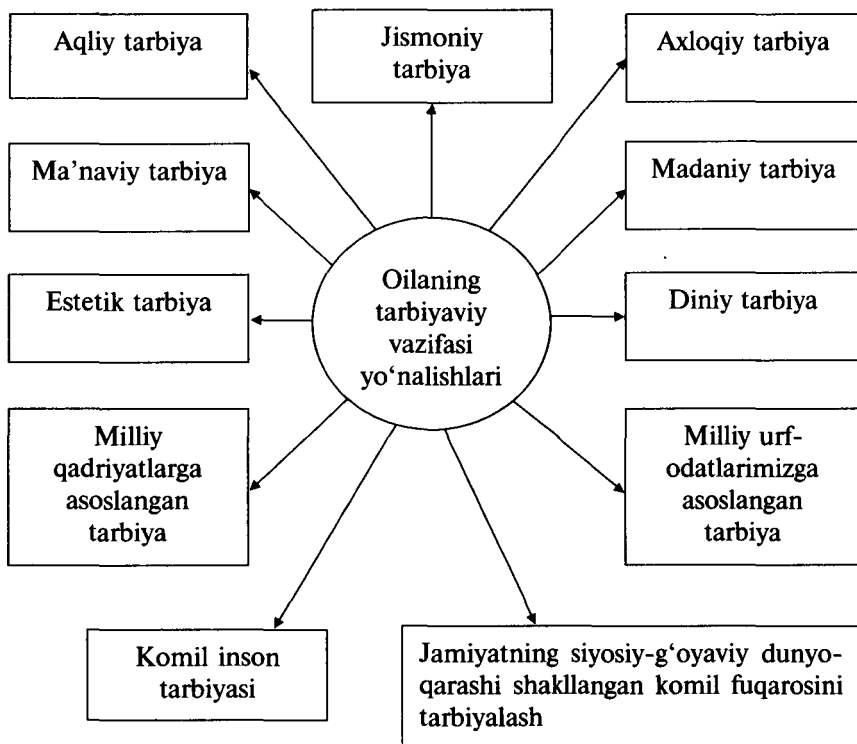 Aqliy tarbiya
Jismoniy
tarbiya
Axloqiy tarbiya
Ma’naviy tarbiya
Madaniy tarbiya
Oilaning
tarbiyaviy
vazifasi
yo‘nalishlari
Estetik tarbiya
Diniy tarbiya
Milliy
qadriyatlarga
asoslangan
tarbiya
Milliy urf-
odatlarimizga
asoslangan
tarbiya
Komil inson
tarbiyasi
Jamiyatning siyosiy-g‘oyaviy dunyo-
qarashi shakllangan komil fuqarosini
tarbiyalash